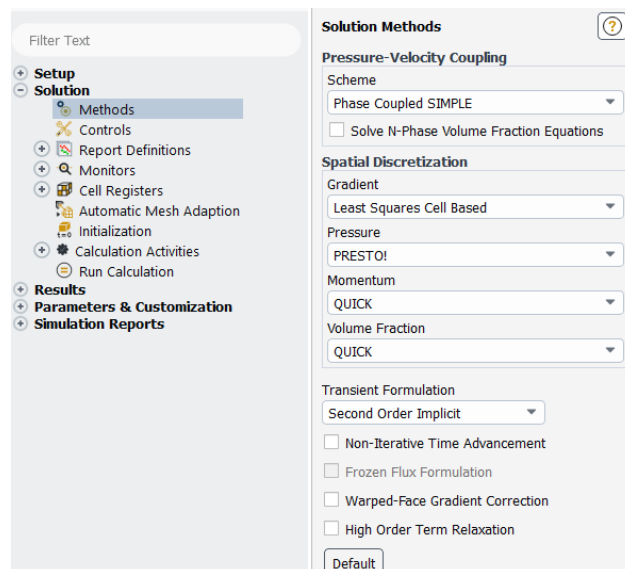 Filter Text
Setup
Solution
Methods
Controls
Report Definitions
Monitors
Cell Registers
Automatic Mesh Adaption
t=0 Initialization
Calculation Activities
Run Calculation
Results
Parameters & Customization
Simulation Reports
Solution Methods
?
Pressure-Velocity Coupling
Scheme
Phase Coupled SIMPLE
Solve N-Phase Volume Fraction Equations
Spatial Discretization
Gradient
Least Squares Cell Based
Pressure
PRESTO!
Momentum
QUICK
Volume Fraction
QUICK
Transient Formulation
Second Order Implicit
Non-Iterative Time Advancement
Frozen Flux Formulation
Warped-Face Gradient Correction
High Order Term Relaxation
Default